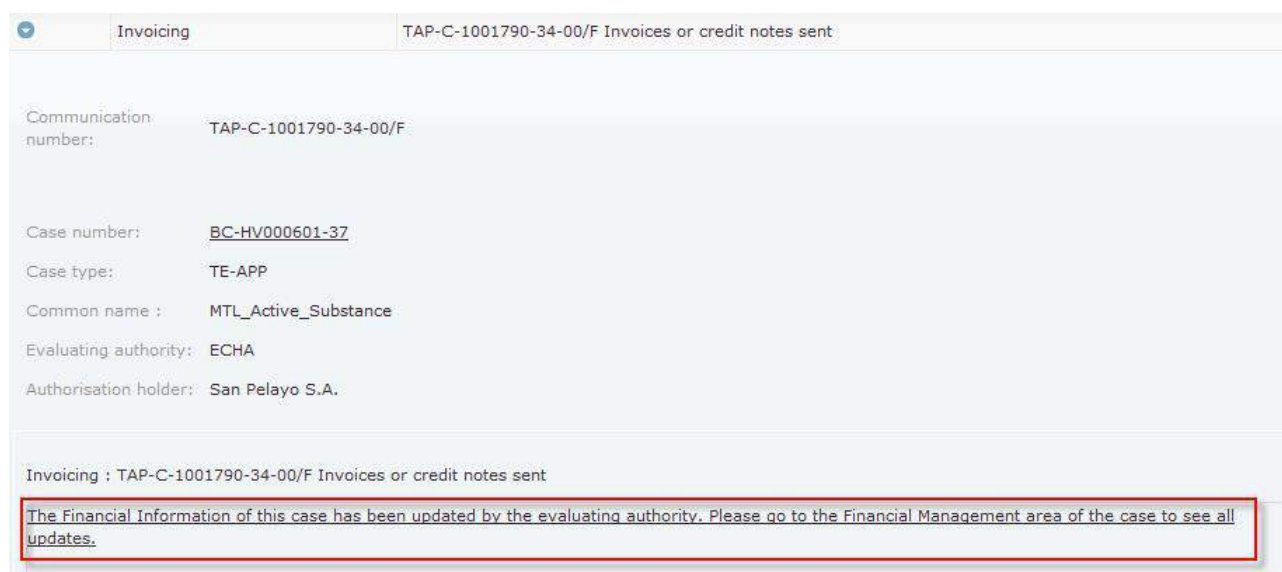 Invoicing TAP-C-1001790-34-00/F Invoices or credit notes sent
Communication
number: TAP-C-1001790-34-00/F
Case number: BC-HV000601-37
Case type: TE-APP
Common name : MTL_Active_Substance
Evaluating authority: ECHA
Authorisation holder: San Pelayo S.A.
Invoicing : TAP-C-1001790-34-00/F Invoices or credit notes sent
The Financial Information of this case has been updated by the evaluating authority. Please go to the Financial Management area of the case to see all
updates.